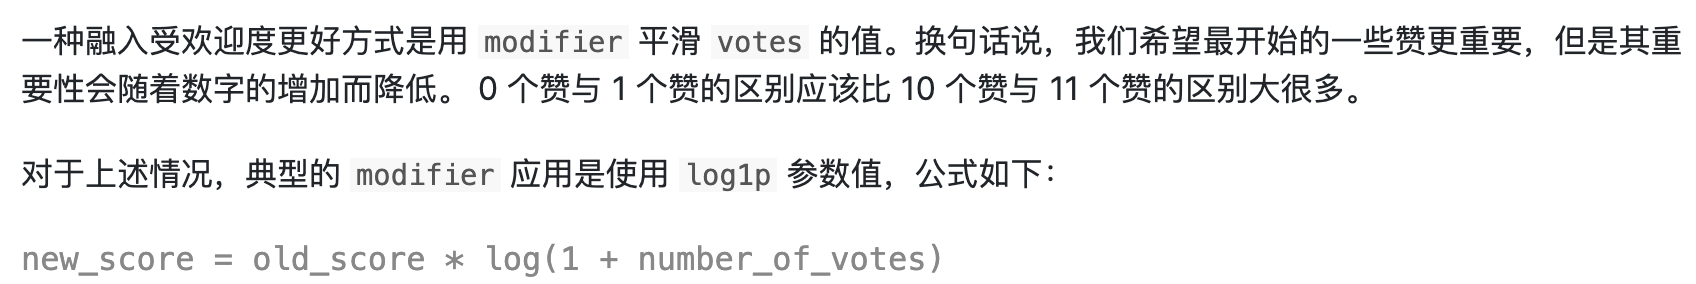 一种融入受欢迎度更好方式是用 modifier 平滑 votes 的值。换句话说，我们希望最开始的一些赞更重要，但是其重
要性会随着数字的增加而降低。 0 个赞与 1 个赞的区别应该比 10 个赞与 11 个赞的区别大很多。
对于上述情况，典型的 modifier 应用是使用 log1p 参数值，公式如下：
new_score = old_score * log(1 + number_of_votes)